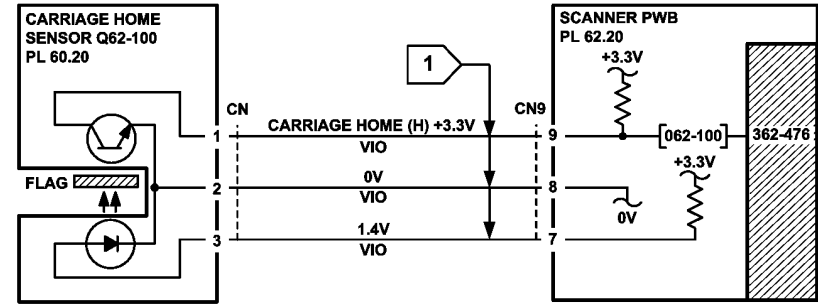 CARRIAGE HOME
SENSOR Q62-100
PL 60.20
SCANNER PWB
PL 62.20
+3.3V
1
CN
CN9
1
CARRIAGE HOME (H) +3.3V
9
[062-100]
362-476
VIO
+3.3V
FLAG
2
0V
8
VIO
0V
3
1.4V
7
VIO